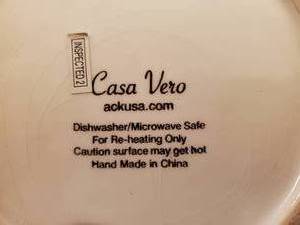 INSPECTED 2
Casa Vero
ackusa.com
Dishwasher/Microwave Safe
For Re-heating Only
Caution surface may get hot
Hand Made in China